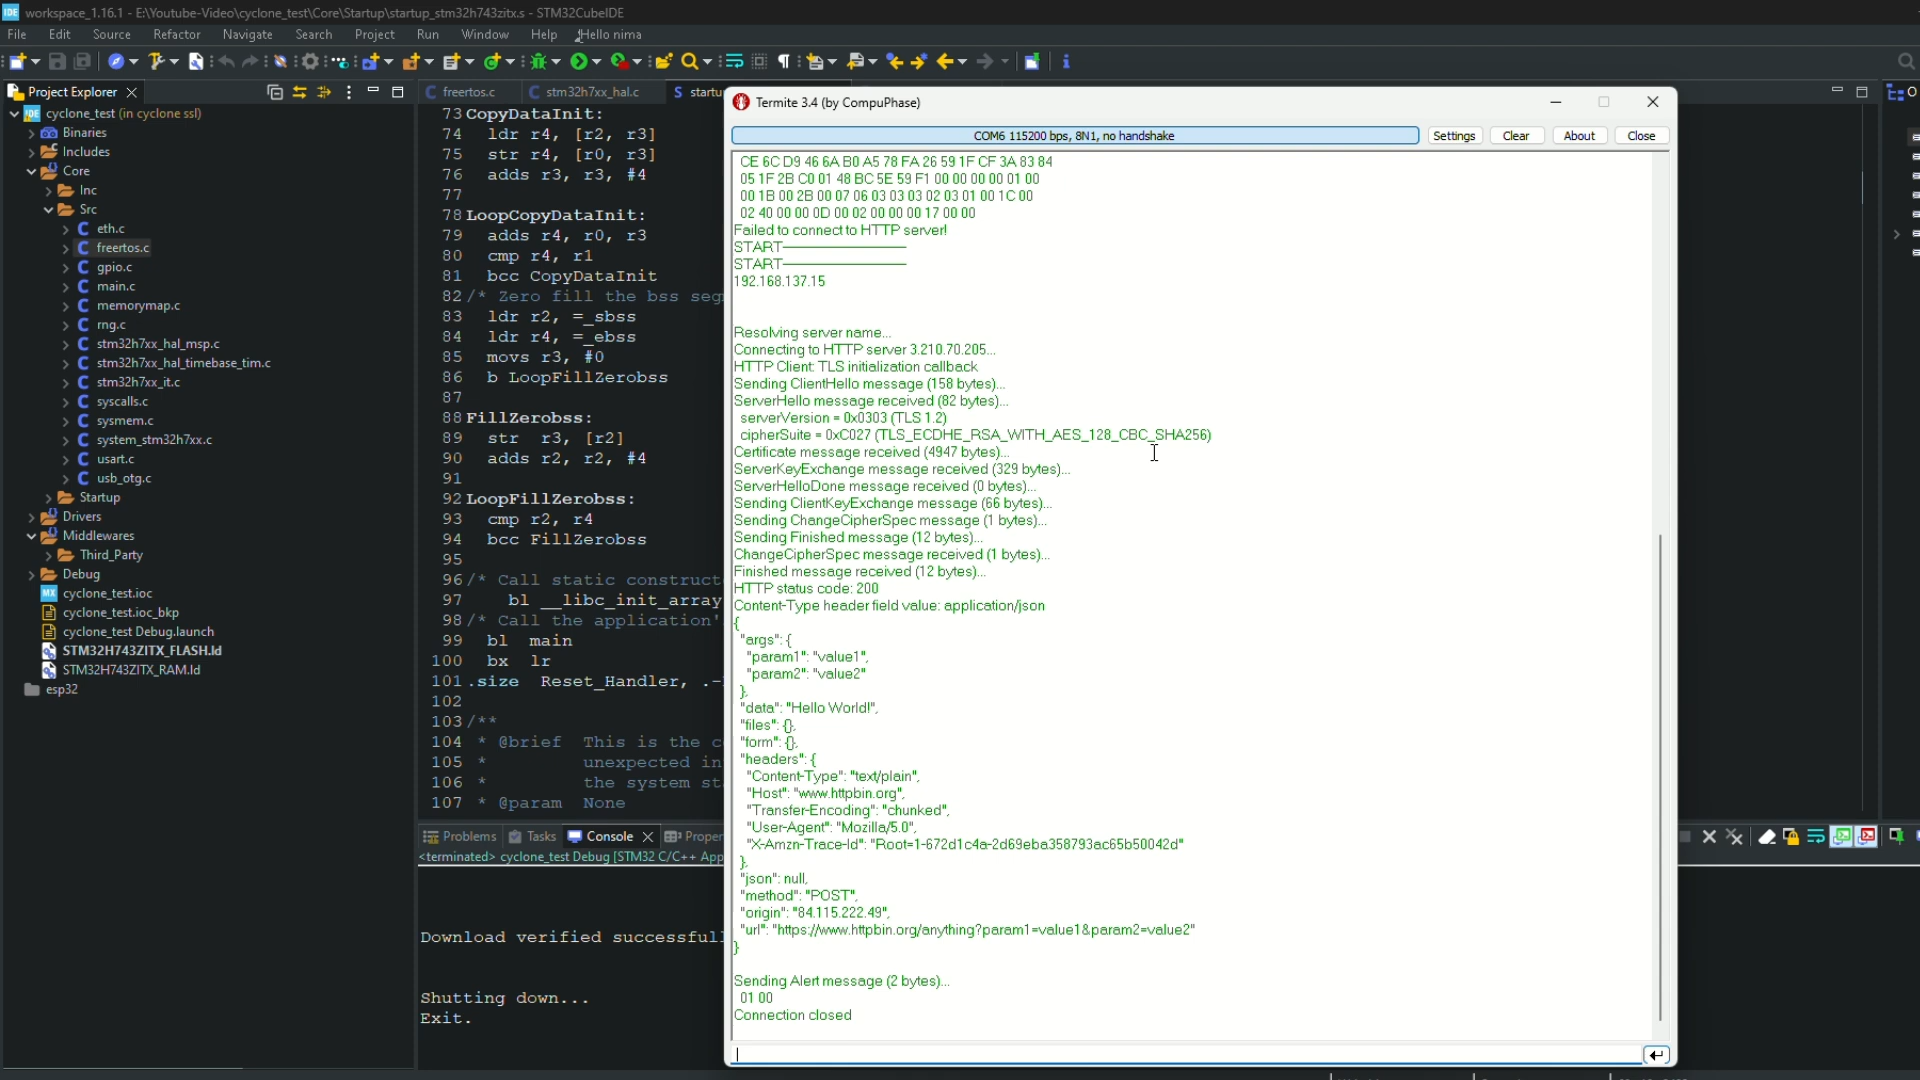 workspace_1.16.1 - E:\Youtube-Video\cyclone_test\Core\Startup\startup_stm32h743zitx.s - STM32CubeIDE
File Edit Source Refactor Navigate Search Project Run Window Help Hello nima
Project Explorer
cyclone_test (in cyclone ssl)
Binaries
Includes
Core
Inc
Src
eth.c
freertos.c
gpio.c
main.c
memorymap.c
rng.c
stm32h7xx_hal_msp.c
stm32h7xx_hal_timebase_tim.c
stm32h7xx_it.c
syscalls.c
sysmem.c
system_stm32h7xx.c
usart.c
usb_otg.c
Startup
Drivers
Middlewares
Third_Party
Debug
cyclone_test.ioc
cyclone_test.ioc_bkp
cyclone_test Debug.launch
STM32H743ZITX_FLASH.ld
STM32H743ZITX_RAM.ld
esp32
freertos.c stm32h7xx_hal.c startu
73 CopyDataInit:
74 ldr r4, [r2, r3]
75 str r4, [r0, r3]
76 adds r3, r3, #4
77
78 LoopCopyDataInit:
79 adds r4, r0, r3
80 cmp r4, r1
81 bcc CopyDataInit
82 /* Zero fill the bss seg
83 ldr r2, =_sbss
84 ldr r4, =_ebss
85 movs r3, #0
86 b LoopFillZerobss
87
88 FillZerobss:
89 str r3, [r2]
90 adds r2, r2, #4
91
92 LoopFillZerobss:
93 cmp r2, r4
94 bcc FillZerobss
95
96 /* Call static construct
97 bl __libc_init_array
98 /* Call the application'
99 bl main
100 bx lr
101 .size Reset_Handler, .-
102
103 /**
104 * @brief This is the c
105 * unexpected in
106 * the system st
107 * @param None
Problems Tasks Console Proper
<terminated> cyclone_test Debug [STM32 C/C++ App
Download verified successfull
Shutting down...
Exit.
Termite 3.4 (by CompuPhase)
COM6 115200 bps, 8N1, no handshake Settings Clear About Close
CE 6C D9 46 6A B0 A5 78 FA 26 59 1F CF 3A 83 84
05 1F 2B C0 01 48 BC 5E 59 F1 00 00 00 00 01 00
00 1B 00 2B 00 07 06 03 03 03 02 03 01 00 1C 00
02 40 00 00 0D 00 02 00 00 00 17 00 00
Failed to connect to HTTP server!
START
START
192.168.137.15
Resolving server name...
Connecting to HTTP server 3.210.70.205...
HTTP Client: TLS initialization callback
Sending ClientHello message (158 bytes)...
ServerHello message received (82 bytes)...
serverVersion = 0x0303 (TLS 1.2)
cipherSuite = 0xC027 (TLS_ECDHE_RSA_WITH_AES_128_CBC_SHA256)
Certificate message received (4947 bytes)...
ServerKeyExchange message received (329 bytes)...
ServerHelloDone message received (0 bytes)...
Sending ClientKeyExchange message (66 bytes)...
Sending ChangeCipherSpec message (1 bytes)...
Sending Finished message (12 bytes)...
ChangeCipherSpec message received (1 bytes)...
Finished message received (12 bytes)...
HTTP status code: 200
Content-Type header field value: application/json
{
"args": {
"param1": "value1",
"param2": "value2"
},
"data": "Hello World!",
"files": {},
"form": {},
"headers": {
"Content-Type": "text/plain",
"Host": "www.httpbin.org",
"Transfer-Encoding": "chunked",
"User-Agent": "Mozilla/5.0",
"X-Amzn-Trace-Id": "Root=1-672d1c4a-2d69eba358793ac65b50042d"
},
"json": null,
"method": "POST",
"origin": "84.115.222.49",
"url": "https://www.httpbin.org/anything?param1=value1&param2=value2"
}
Sending Alert message (2 bytes)...
01 00
Connection closed